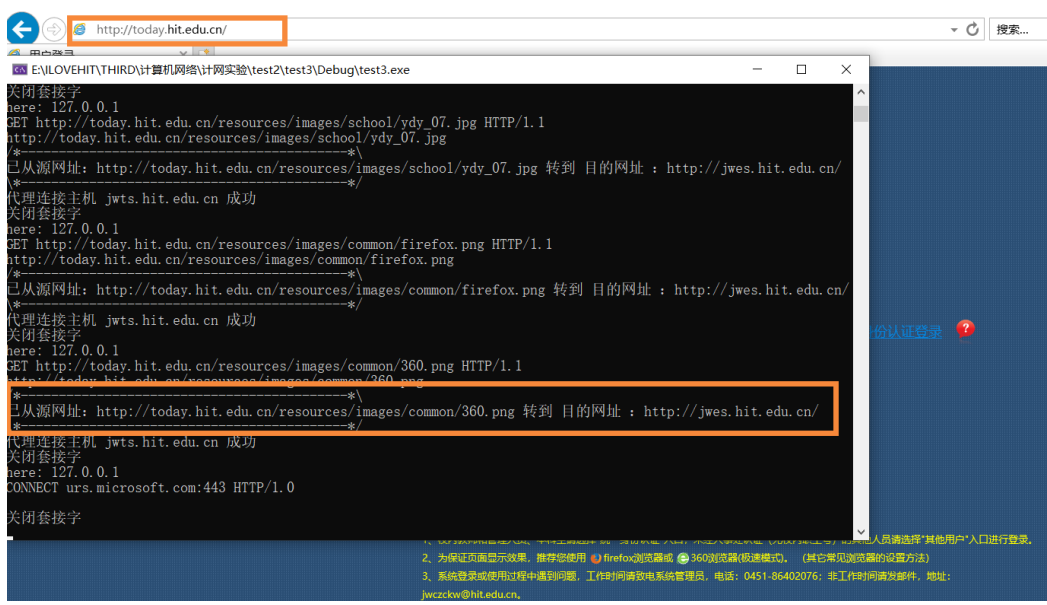 http://today.hit.edu.cn/
搜索...
用户登录
E:\ILOVEHIT\THIRD\计算机网络\计网实验\test2\test3\Debug\test3.exe
关闭套接字
here: 127.0.0.1
GET http://today.hit.edu.cn/resources/images/school/ydy_07.jpg HTTP/1.1
http://today.hit.edu.cn/resources/images/school/ydy_07.jpg
/*-----------------------------------------*\
已从源网址: http://today.hit.edu.cn/resources/images/school/ydy_07.jpg 转到 目的网址 : http://jwes.hit.edu.cn/
\*-----------------------------------------*/
代理连接主机 jwts.hit.edu.cn 成功
关闭套接字
here: 127.0.0.1
GET http://today.hit.edu.cn/resources/images/common/firefox.png HTTP/1.1
http://today.hit.edu.cn/resources/images/common/firefox.png
/*-----------------------------------------*\
已从源网址: http://today.hit.edu.cn/resources/images/common/firefox.png 转到 目的网址 : http://jwes.hit.edu.cn/
\*-----------------------------------------*/
代理连接主机 jwts.hit.edu.cn 成功
关闭套接字
here: 127.0.0.1
GET http://today.hit.edu.cn/resources/images/common/360.png HTTP/1.1
http://today.hit.edu.cn/resources/images/common/360.png
/*-----------------------------------------*\
已从源网址: http://today.hit.edu.cn/resources/images/common/360.png 转到 目的网址 : http://jwes.hit.edu.cn/
\*-----------------------------------------*/
代理连接主机 jwts.hit.edu.cn 成功
关闭套接字
here: 127.0.0.1
CONNECT urs.microsoft.com:443 HTTP/1.0
关闭套接字
份认证登录
人员请选择"其他用户"入口进行登录。
2、为保证页面显示效果,推荐您使用 firefox浏览器或 360浏览器(极速模式)。 (其它常见浏览器的设置方法)
3、系统登录或使用过程中遇到问题,工作时间请致电系统管理员,电话:0451-86402076;非工作时间请发邮件,地址:
jwczckw@hit.edu.cn。